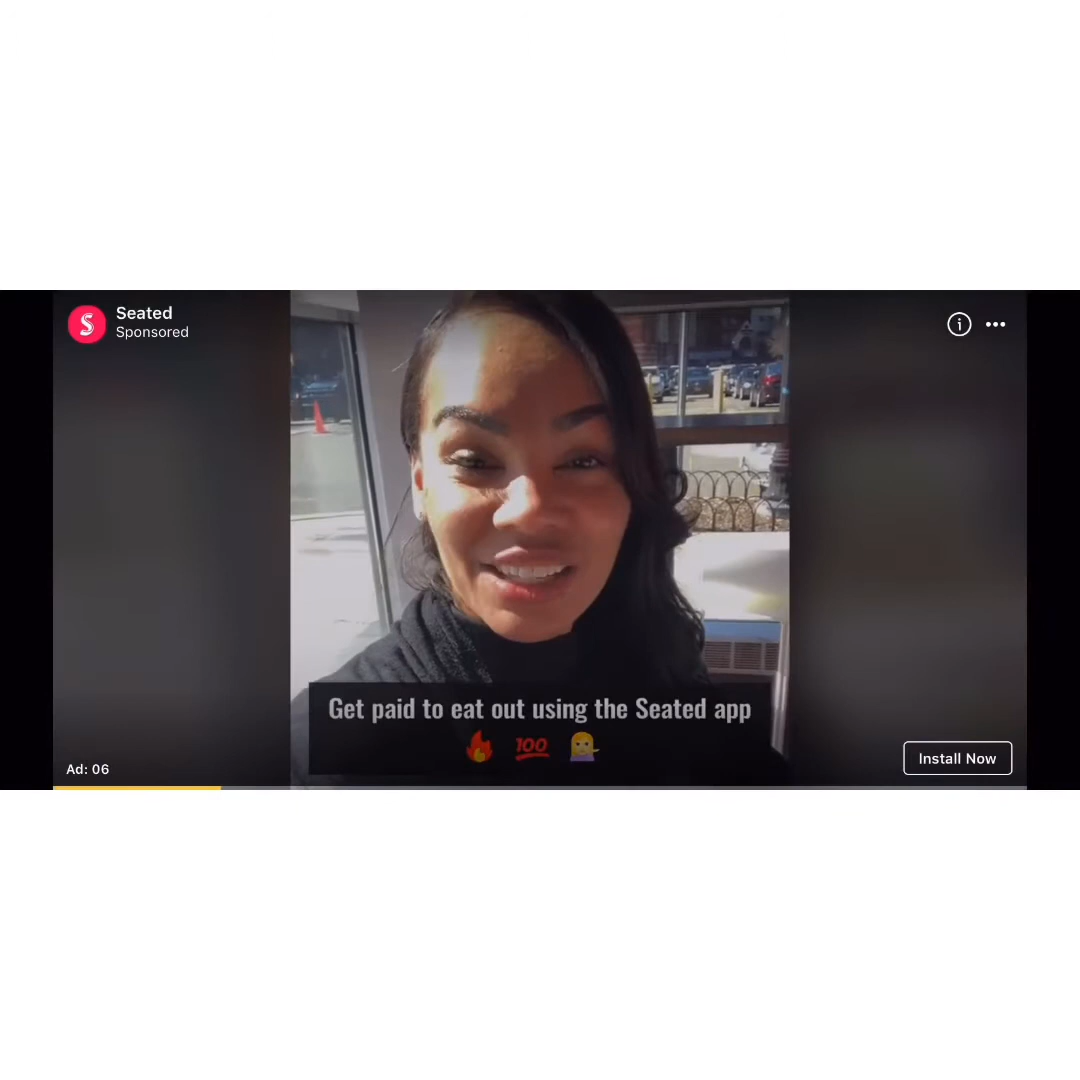 Seated
Sponsored
Get paid to eat out using the Seated app
🔥 💯 💁
Ad: 06
Install Now